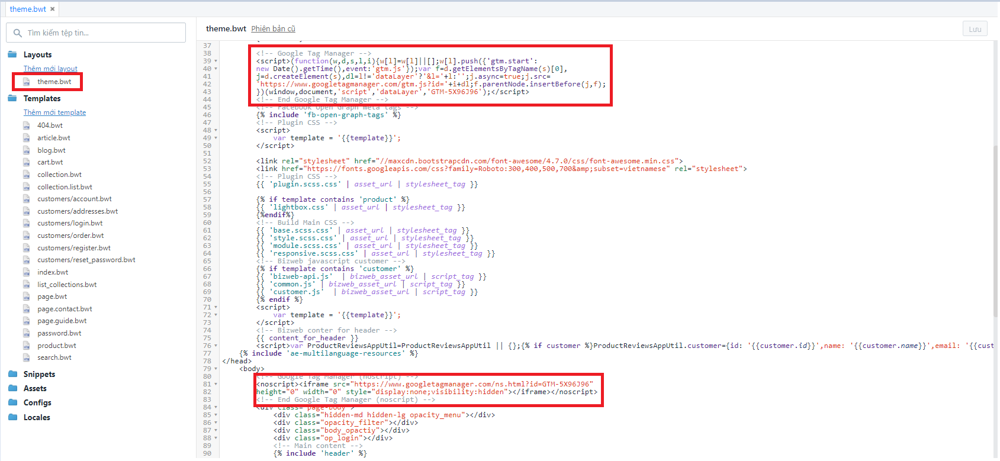 theme.bwt ×
Tìm kiếm tệp tin...
Layouts
Thêm mới layout
theme.bwt
Templates
Thêm mới template
404.bwt
article.bwt
blog.bwt
cart.bwt
collection.bwt
collection.list.bwt
customers/account.bwt
customers/addresses.bwt
customers/login.bwt
customers/order.bwt
customers/register.bwt
customers/reset_password.bwt
index.bwt
list_collections.bwt
page.bwt
page.contact.bwt
page.guide.bwt
password.bwt
product.bwt
search.bwt
Snippets
Assets
Configs
Locales
theme.bwt Phiên bản cũ
Lưu
37
38 <!-- Google Tag Manager -->
39 <script>(function(w,d,s,l,i){w[l]=w[l]||[];w[l].push({'gtm.start':
40 new Date().getTime(),event:'gtm.js'});var f=d.getElementsByTagName(s)[0],
41 j=d.createElement(s),dl=l!='dataLayer'?'&l='+l:'';j.async=true;j.src=
42 'https://www.googletagmanager.com/gtm.js?id='+i+dl;f.parentNode.insertBefore(j,f);
43 })(window,document,'script','dataLayer','GTM-5X96J96');</script>
44 <!-- End Google Tag Manager -->
45 <!-- Facebook Open Graph meta tags -->
46 {% include 'fb-open-graph-tags' %}
47 <!-- Plugin CSS -->
48 <script>
49 var template = '{{template}}';
50 </script>
51
52 <link rel="stylesheet" href="//maxcdn.bootstrapcdn.com/font-awesome/4.7.0/css/font-awesome.min.css">
53 <link href="https://fonts.googleapis.com/css?family=Roboto:300,400,500,700&amp;subset=vietnamese" rel="stylesheet">
54 <!-- Plugin CSS -->
55 {{ 'plugin.scss.css' | asset_url | stylesheet_tag }}
56
57 {% if template contains 'product' %}
58 {{ 'lightbox.css' | asset_url | stylesheet_tag }}
59 {%endif%}
60 <!-- Build Main CSS -->
61 {{ 'base.scss.css' | asset_url | stylesheet_tag }}
62 {{ 'style.scss.css' | asset_url | stylesheet_tag }}
63 {{ 'module.scss.css' | asset_url | stylesheet_tag }}
64 {{ 'responsive.scss.css' | asset_url | stylesheet_tag }}
65 <!-- Bizweb javascript customer -->
66 {% if template contains 'customer' %}
67 {{ 'bizweb-api.js' | bizweb_asset_url | script_tag }}
68 {{ 'common.js' | bizweb_asset_url | script_tag }}
69 {{ 'customer.js' | bizweb_asset_url | script_tag }}
70 {% endif %}
71 <script>
72 var template = '{{template}}';
73 </script>
74 <!-- Bizweb conter for header -->
75 {{ content_for_header }}
76 <script>var ProductReviewsAppUtil=ProductReviewsAppUtil || {};{% if customer %}ProductReviewsAppUtil.customer={id: '{{customer.id}}',name: '{{customer.name}}',email: '{{cust
77 {% include 'ae-multilanguage-resources' %}
78 </head>
79 <body>
80 <!-- Google Tag Manager (noscript) -->
81 <noscript><iframe src="https://www.googletagmanager.com/ns.html?id=GTM-5X96J96"
82 height="0" width="0" style="display:none;visibility:hidden"></iframe></noscript>
83 <!-- End Google Tag Manager (noscript) -->
84 <div class="page-body">
85 <div class="hidden-md hidden-lg opacity_menu"></div>
86 <div class="opacity_filter"></div>
87 <div class="body_opactiy"></div>
88 <div class="op_login"></div>
89 <!-- Main content -->
90 {% include 'header' %}